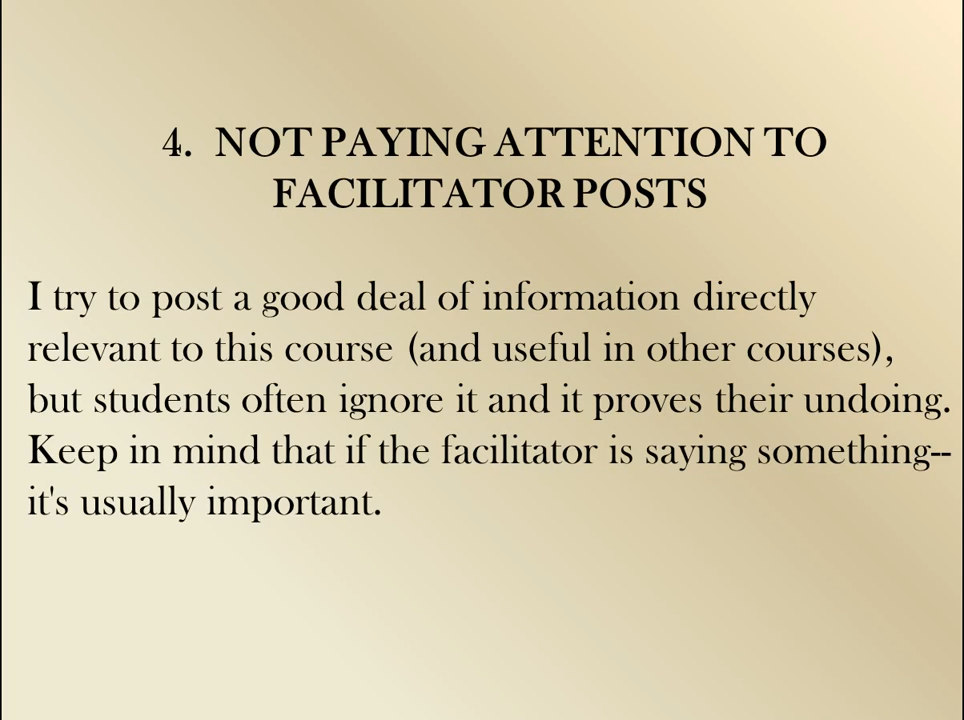 4. NOT PAYING ATTENTION TO
FACILITATOR POSTS
I try to post a good deal of information directly
relevant to this course (and useful in other courses),
but students often ignore it and it proves their undoing.
Keep in mind that if the facilitator is saying something--
it's usually important.